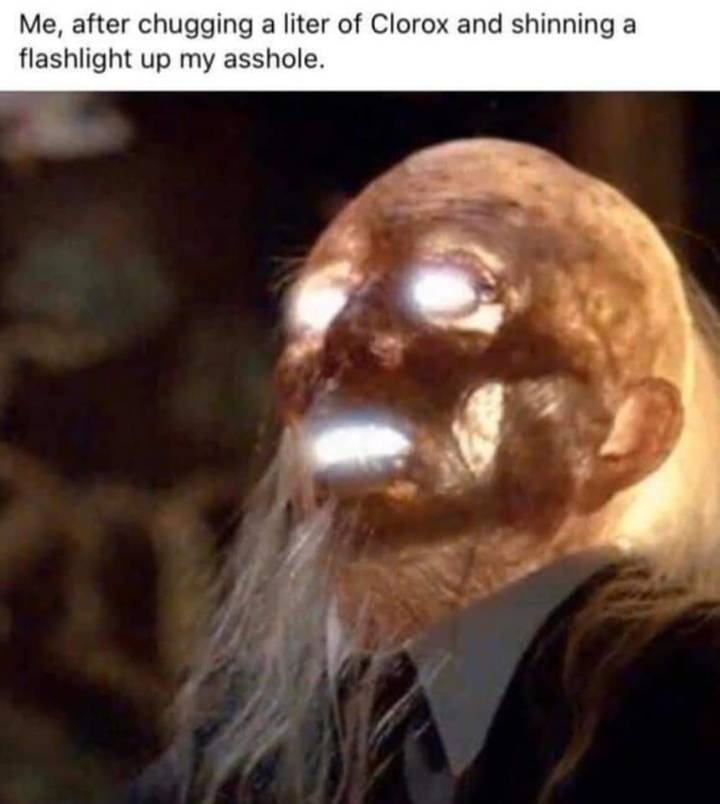 Me, after chugging a liter of Clorox and shinning a
flashlight up my asshole.